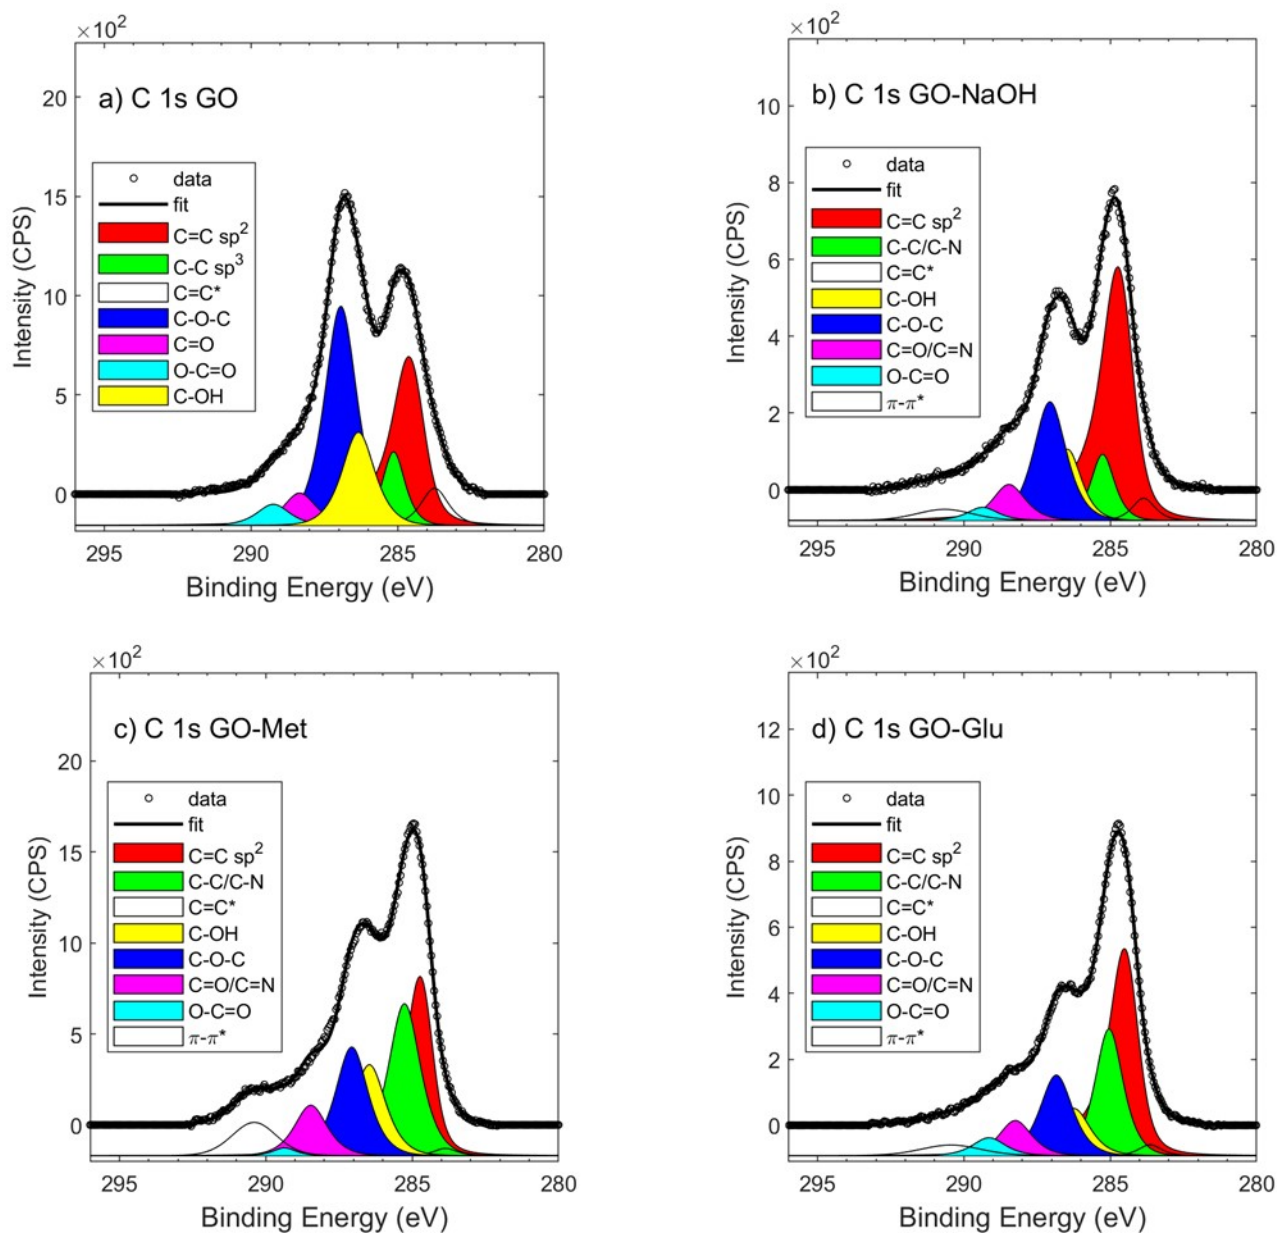 ×10²
a) C 1s GO
data
fit
C=C sp²
C-C sp³
C=C*
C-O-C
C=O
O-C=O
C-OH
Intensity (CPS)
20
15
10
5
0
295 290 285 280
Binding Energy (eV)
×10²
b) C 1s GO-NaOH
data
fit
C=C sp²
C-C/C-N
C=C*
C-OH
C-O-C
C=O/C=N
O-C=O
π-π*
Intensity (CPS)
10
8
6
4
2
0
295 290 285 280
Binding Energy (eV)
×10²
c) C 1s GO-Met
data
fit
C=C sp²
C-C/C-N
C=C*
C-OH
C-O-C
C=O/C=N
O-C=O
π-π*
Intensity (CPS)
20
15
10
5
0
295 290 285 280
Binding Energy (eV)
×10²
d) C 1s GO-Glu
data
fit
C=C sp²
C-C/C-N
C=C*
C-OH
C-O-C
C=O/C=N
O-C=O
π-π*
Intensity (CPS)
12
10
8
6
4
2
0
295 290 285 280
Binding Energy (eV)